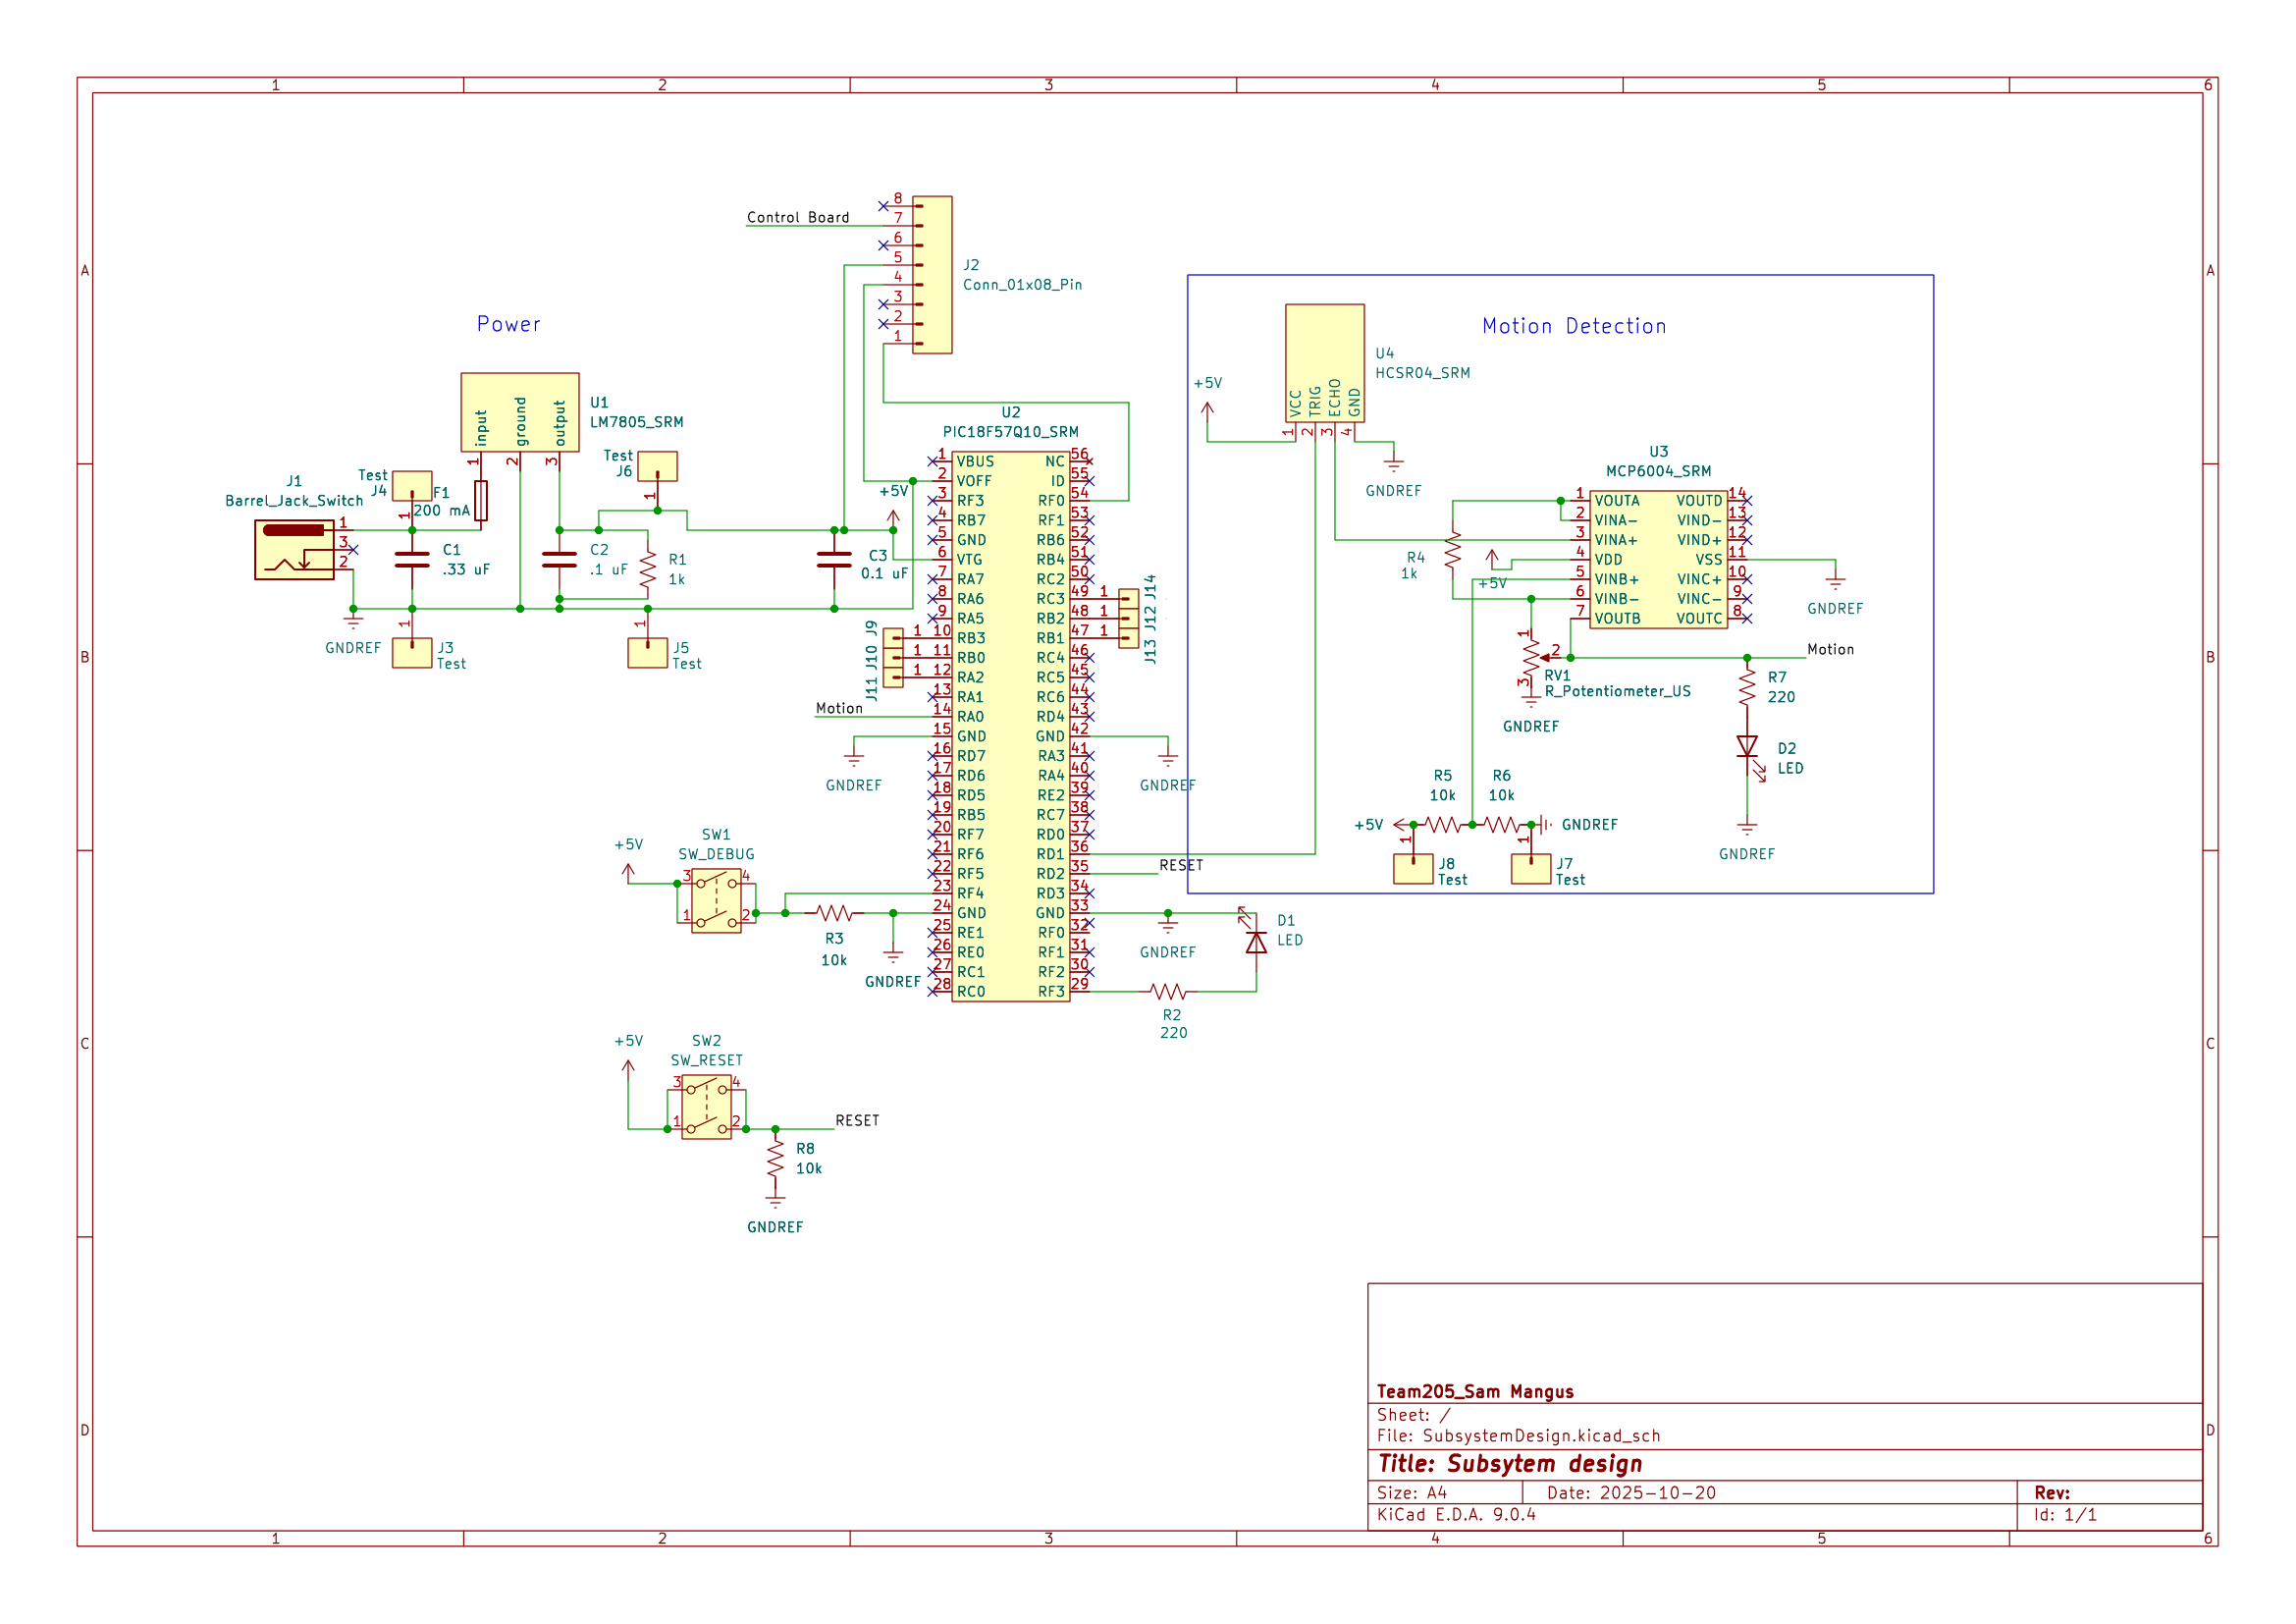 1 2 3 4 5 6
A A
B B
C C
D D
Control Board
8
7
6
5
4
3
2
1
J2
Conn_01x08_Pin
Power
U1
LM7805_SRM
input
ground
output
1
2
3
J1
Barrel_Jack_Switch
1
3
2
Test
J4
1
F1
200 mA
C1
.33 uF
GNDREF
1
J3
Test
Test
J6
1
C2
.1 uF
R1
1k
1
J5
Test
C3
0.1 uF
+5V
U2
PIC18F57Q10_SRM
1 VBUS NC 56
2 VOFF ID 55
3 RF3 RF0 54
4 RB7 RF1 53
5 GND RB6 52
6 VTG RB4 51
7 RA7 RC2 50
8 RA6 RC3 49
9 RA5 RB2 48
10 RB3 RB1 47
11 RB0 RC4 46
12 RA2 RC5 45
13 RA1 RC6 44
14 RA0 RD4 43
15 GND GND 42
16 RD7 RA3 41
17 RD6 RA4 40
18 RD5 RE2 39
19 RB5 RC7 38
20 RF7 RD0 37
21 RF6 RD1 36
22 RF5 RD2 35
23 RF4 RD3 34
24 GND GND 33
25 RE1 RF0 32
26 RE0 RF1 31
27 RC1 RF2 30
28 RC0 RF3 29
1
1
1
J11 J10 J9
1
1
1
J13 J12 J14
Motion
GNDREF
GNDREF
RESET
GNDREF
D1
LED
R2
220
+5V
SW1
SW_DEBUG
3
4
1
2
R3
10k
GNDREF
+5V
SW2
SW_RESET
3
4
1
2
RESET
R8
10k
GNDREF
Motion Detection
+5V
U4
HCSR04_SRM
VCC
TRIG
ECHO
GND
1
2
3
4
GNDREF
U3
MCP6004_SRM
1 VOUTA VOUTD 14
2 VINA- VIND- 13
3 VINA+ VIND+ 12
4 VDD VSS 11
5 VINB+ VINC+ 10
6 VINB- VINC- 9
7 VOUTB VOUTC 8
R4
1k
+5V
GNDREF
1
2
3
RV1
R_Potentiometer_US
GNDREF
Motion
R7
220
D2
LED
GNDREF
R5
10k
R6
10k
+5V
GNDREF
1
J8
Test
1
J7
Test
Team205_Sam Mangus
Sheet: /
File: SubsystemDesign.kicad_sch
Title: Subsytem design
Size: A4 Date: 2025-10-20 Rev:
KiCad E.D.A. 9.0.4 Id: 1/1
1 2 3 4 5 6